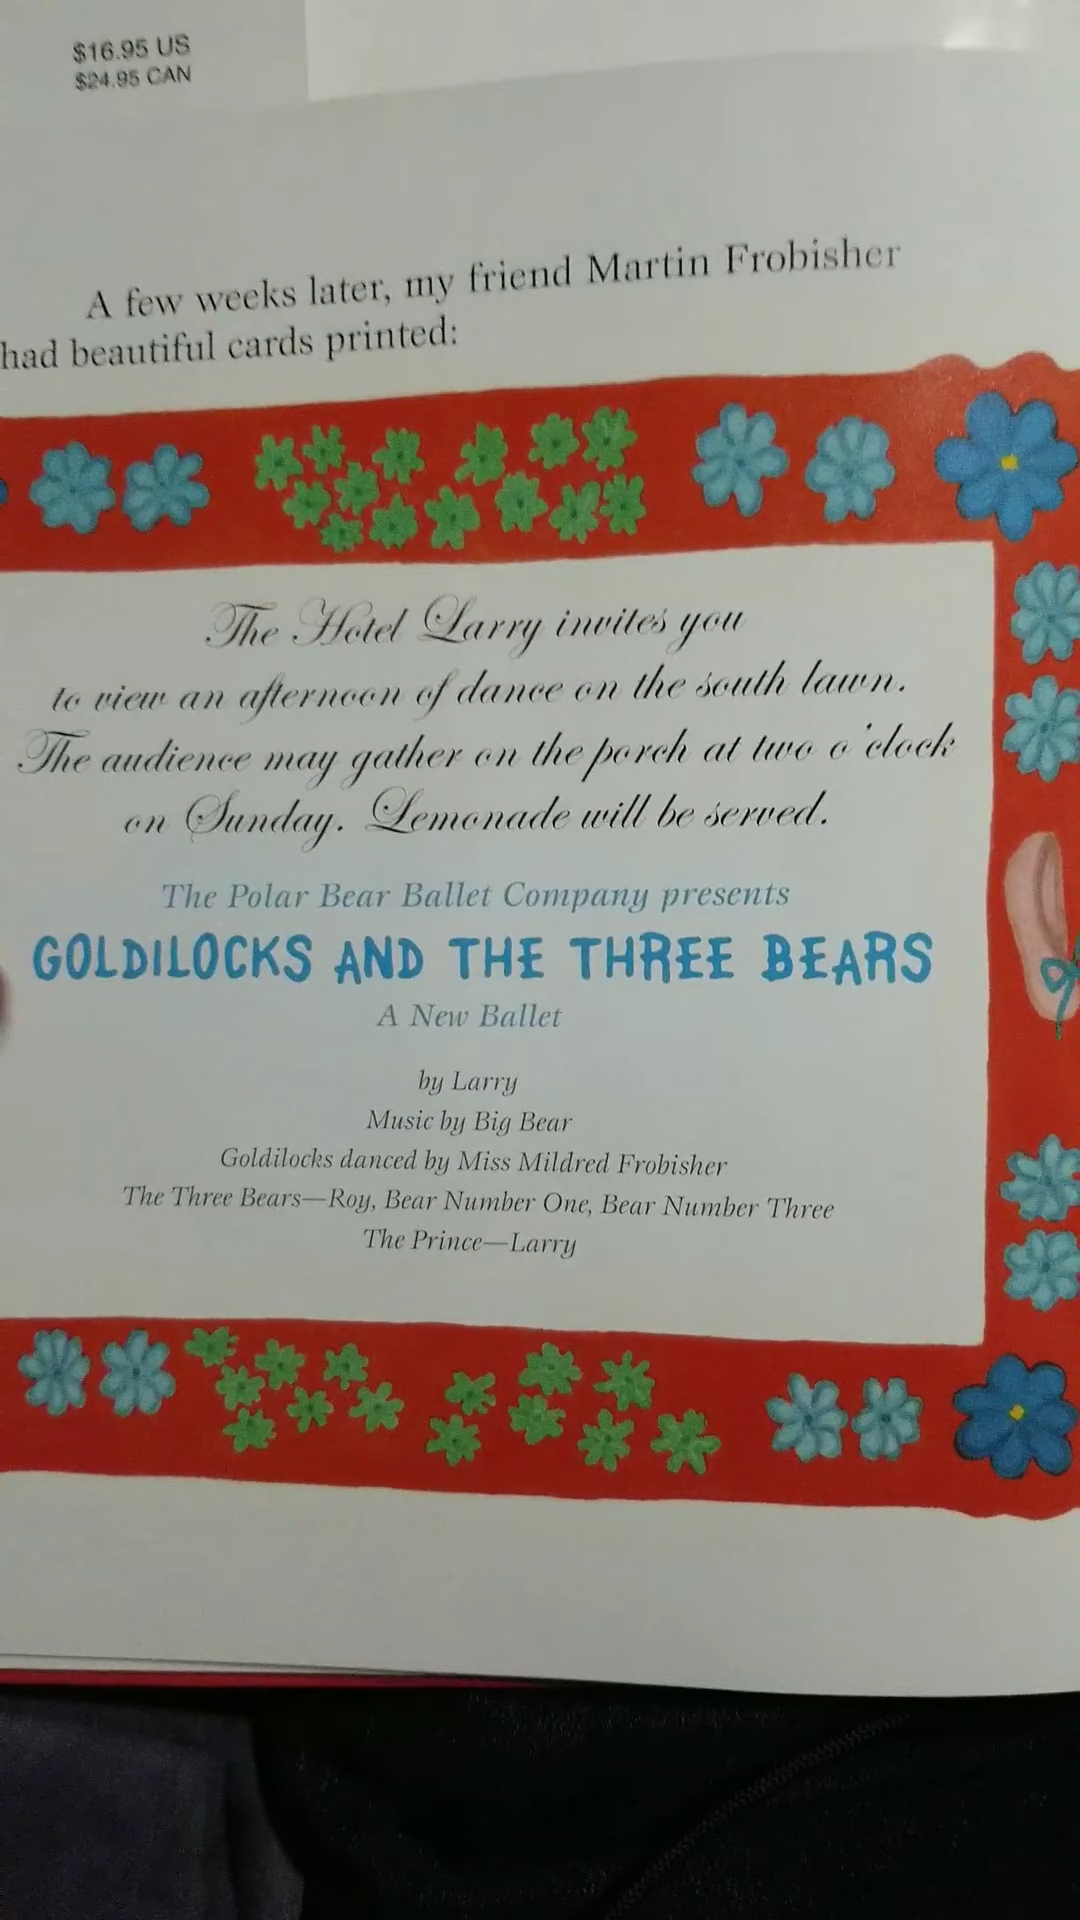 $16.95 US
$24.95 CAN
A few weeks later, my friend Martin Frobisher
had beautiful cards printed:
The Hotel Larry invites you
to view an afternoon of dance on the south lawn.
The audience may gather on the porch at two o'clock
on Sunday. Lemonade will be served.
The Polar Bear Ballet Company presents
GOLDILOCKS AND THE THREE BEARS
A New Ballet
by Larry
Music by Big Bear
Goldilocks danced by Miss Mildred Frobisher
The Three Bears—Roy, Bear Number One, Bear Number Three
The Prince—Larry